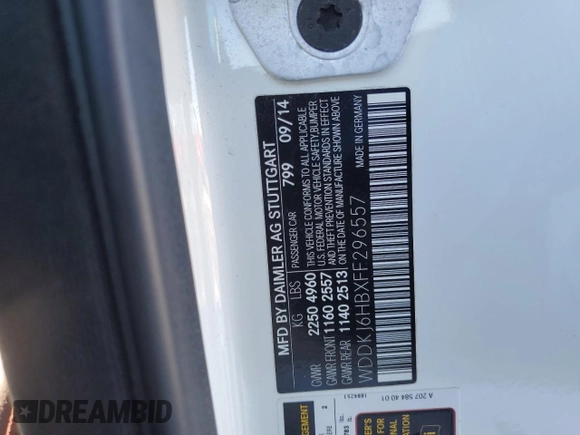 MFD BY DAIMLER AG STUTTGART
799 09/14
KG LBS PASSENGER CAR
GVWR 2250 4960 THIS VEHICLE CONFORMS TO ALL APPLICABLE
GAWR FRONT 1160 2557 U.S. FEDERAL MOTOR VEHICLE SAFETY, BUMPER
GAWR REAR 1140 2513 AND THEFT PREVENTION STANDARDS IN EFFECT
ON THE DATE OF MANUFACTURE SHOWN ABOVE
WDDKJ6HBXFF296557 MADE IN GERMANY
A 207 584 40 01
DREAMBID